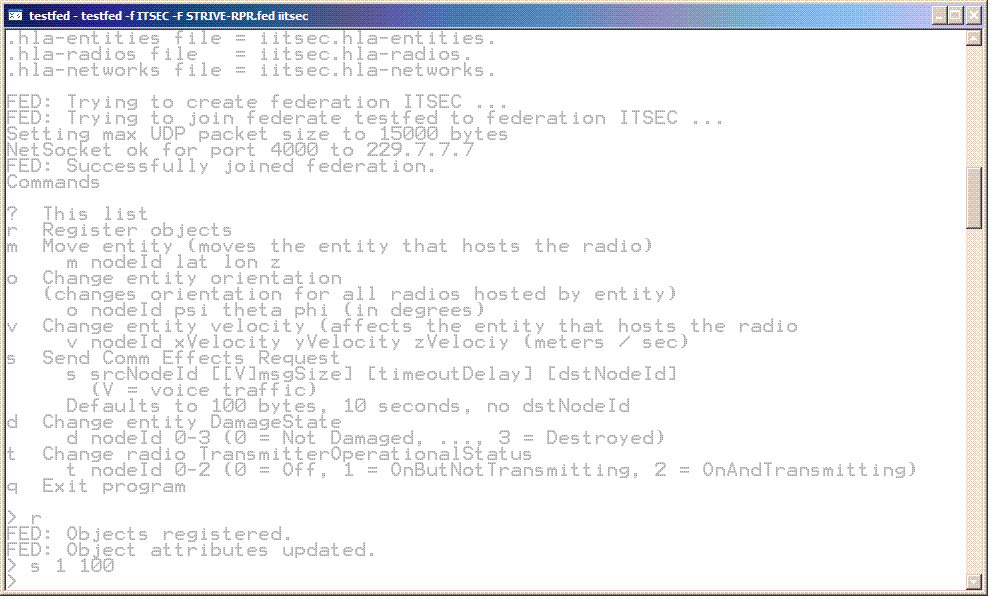 testfed - testfed -f ITSEC -F STRIVE-RPR.fed iitsec
.hla-entities file = iitsec.hla-entities.
.hla-radios file   = iitsec.hla-radios.
.hla-networks file = iitsec.hla-networks.
FED: Trying to create federation ITSEC ...
FED: Trying to join federate testfed to federation ITSEC ...
Setting max UDP packet size to 15000 bytes
NetSocket ok for port 4000 to 229.7.7.7
FED: Successfully joined federation.
Commands
?  This list
r  Register objects
m  Move entity (moves the entity that hosts the radio)
     m nodeId lat lon z
o  Change entity orientation
   (changes orientation for all radios hosted by entity)
     o nodeId psi theta phi (in degrees)
v  Change entity velocity (affects the entity that hosts the radio
     v nodeId xVelocity yVelocity zVelociy (meters / sec)
s  Send Comm Effects Request
     s srcNodeId [[V]msgSize] [timeoutDelay] [dstNodeId]
       (V = voice traffic)
     Defaults to 100 bytes, 10 seconds, no dstNodeId
d  Change entity DamageState
     d nodeId 0-3 (0 = Not Damaged, ..., 3 = Destroyed)
t  Change radio TransmitterOperationalStatus
     t nodeId 0-2 (0 = Off, 1 = OnButNotTransmitting, 2 = OnAndTransmitting)
q  Exit program
> r
FED: Objects registered.
FED: Object attributes updated.
> s 1 100
>